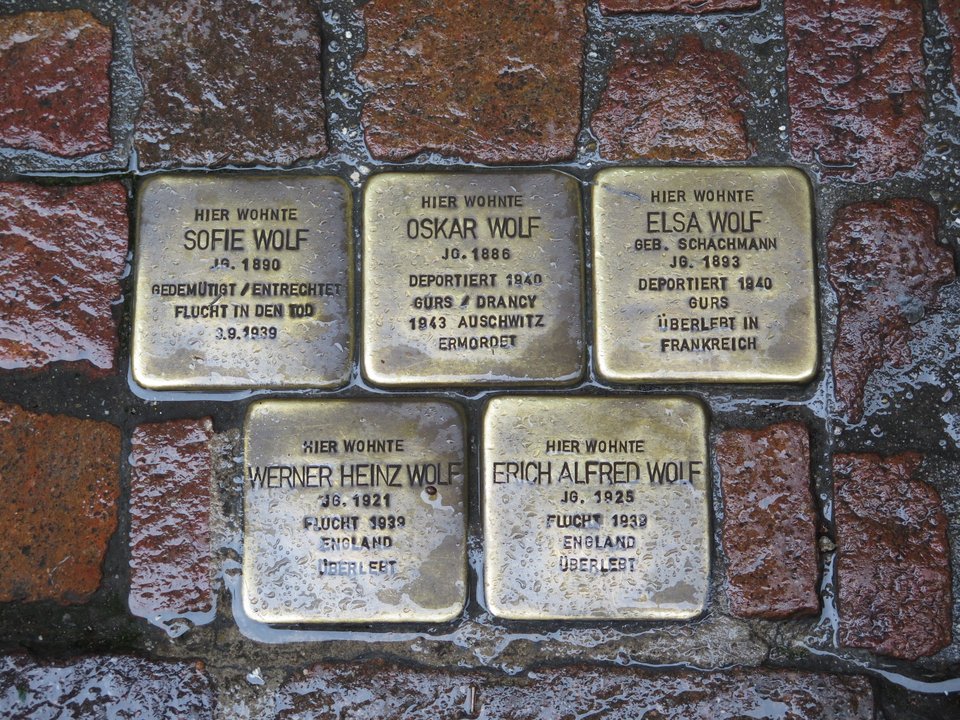 HIER WOHNTE
SOFIE WOLF
JG. 1890
GEDEMÜTIGT / ENTRECHTET
FLUCHT IN DEN TOD
3.9.1939
HIER WOHNTE
OSKAR WOLF
JG. 1886
DEPORTIERT 1940
GURS / DRANCY
1943 AUSCHWITZ
ERMORDET
HIER WOHNTE
ELSA WOLF
GEB. SCHACHMANN
JG. 1893
DEPORTIERT 1940
GURS
ÜBERLEBT IN
FRANKREICH
HIER WOHNTE
WERNER HEINZ WOLF
JG. 1921
FLUCHT 1939
ENGLAND
ÜBERLEBT
HIER WOHNTE
ERICH ALFRED WOLF
JG. 1925
FLUCHT 1939
ENGLAND
ÜBERLEBT